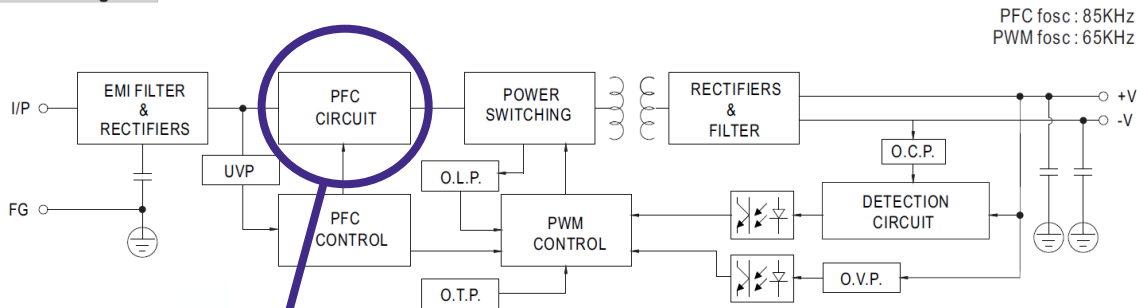 PFC fosc : 85KHz
PWM fosc : 65KHz
I/P
EMI FILTER
&
RECTIFIERS
PFC
CIRCUIT
POWER
SWITCHING
RECTIFIERS
&
FILTER
+V
-V
UVP
O.L.P.
O.C.P.
FG
PFC
CONTROL
PWM
CONTROL
DETECTION
CIRCUIT
O.T.P.
O.V.P.